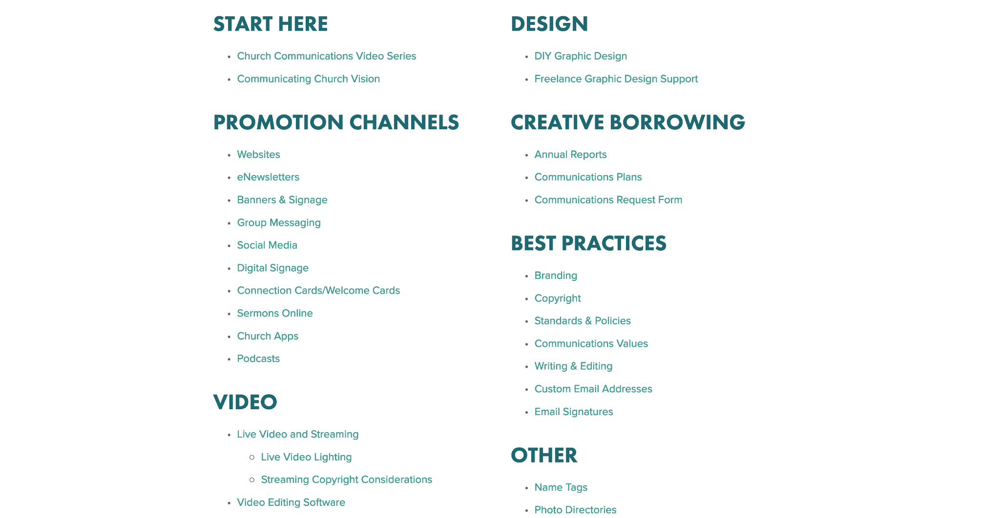 START HERE
Church Communications Video Series
Communicating Church Vision
PROMOTION CHANNELS
Websites
eNewsletters
Banners & Signage
Group Messaging
Social Media
Digital Signage
Connection Cards/Welcome Cards
Sermons Online
Church Apps
Podcasts
VIDEO
Live Video and Streaming
Live Video Lighting
Streaming Copyright Considerations
Video Editing Software
DESIGN
DIY Graphic Design
Freelance Graphic Design Support
CREATIVE BORROWING
Annual Reports
Communications Plans
Communications Request Form
BEST PRACTICES
Branding
Copyright
Standards & Policies
Communications Values
Writing & Editing
Custom Email Addresses
Email Signatures
OTHER
Name Tags
Photo Directories